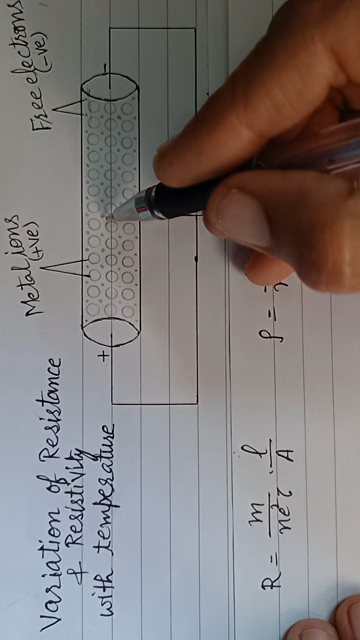 Variation of Resistance
& Resistivity
with temperature
Metal ions
(+ve)
Free electrons
(-ve)
+
-
R = m/ne²τ · l/A
ρ =